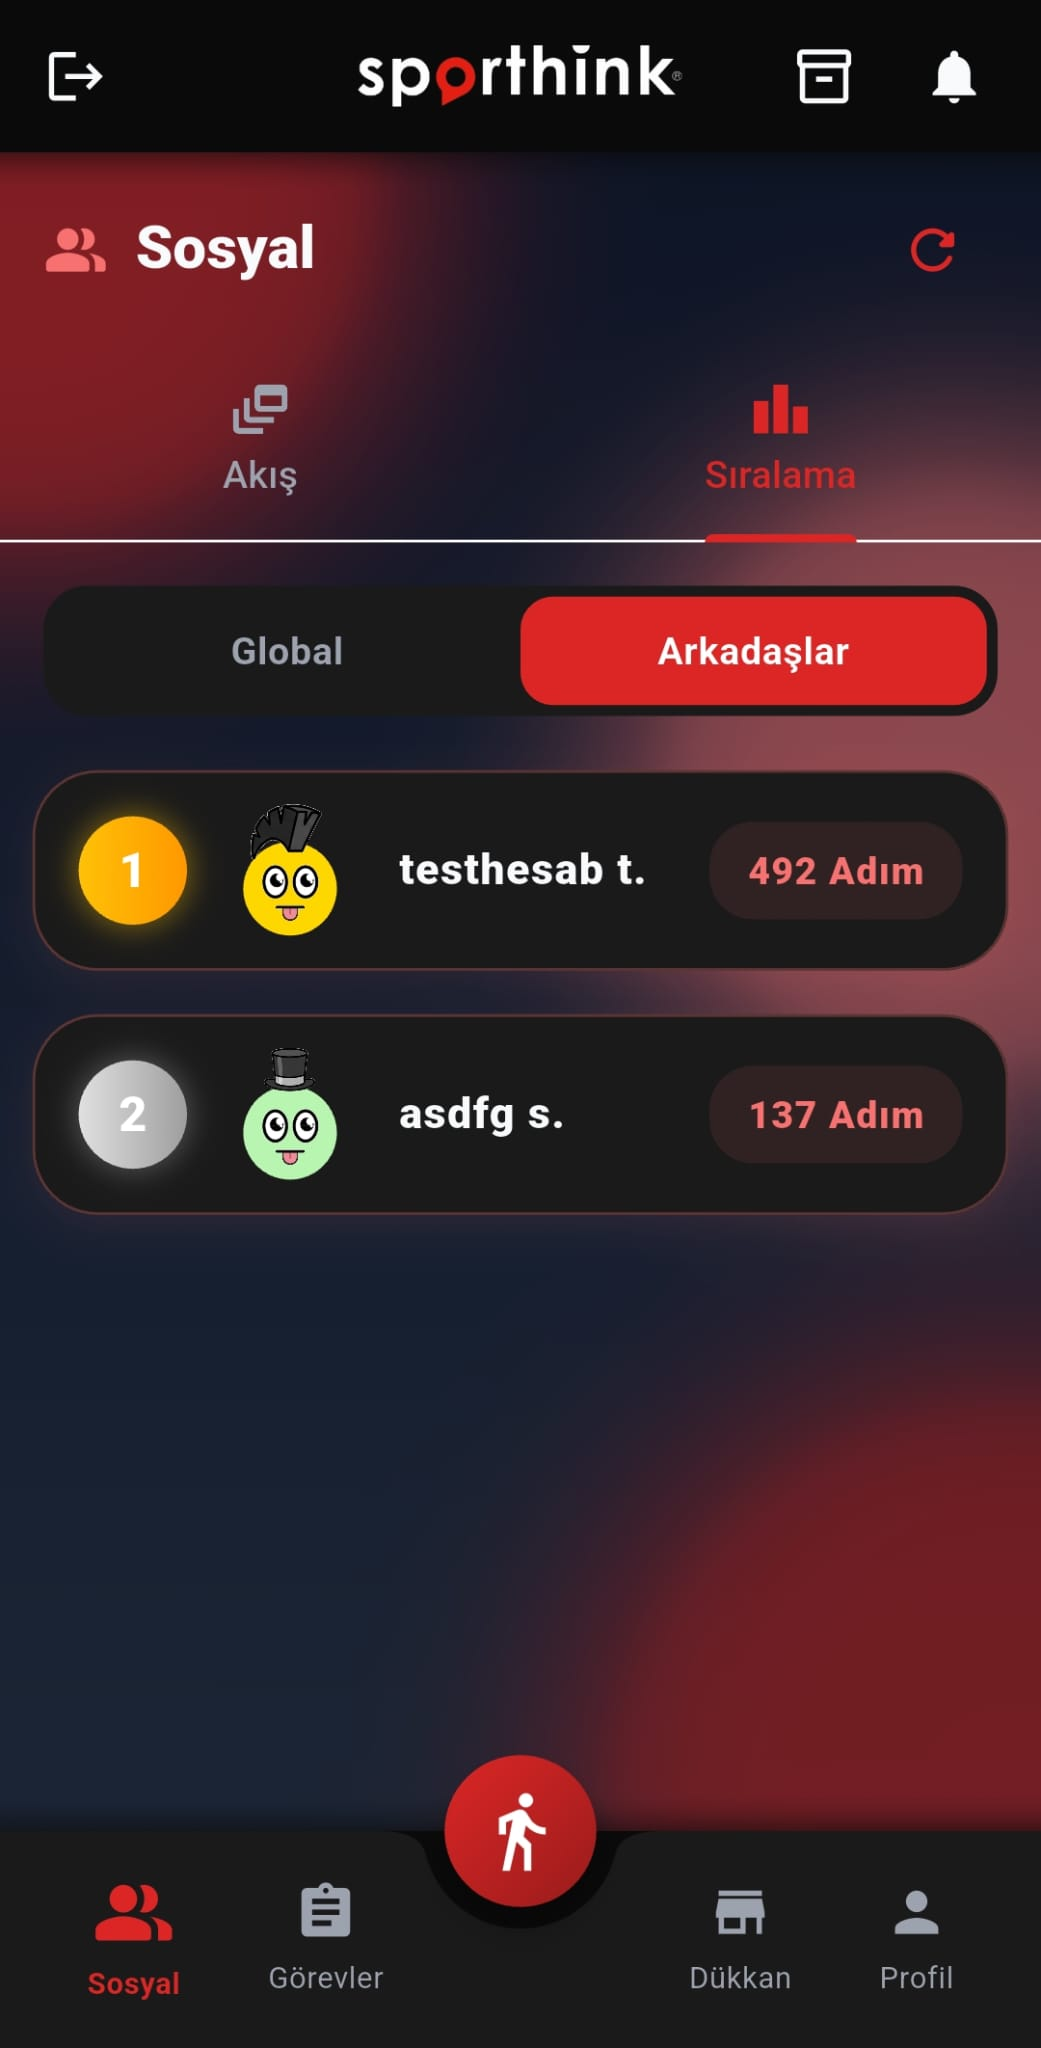 sporthink®
Sosyal
Akış
Sıralama
Global
Arkadaşlar
1
testhesab t.
492 Adım
2
asdfg s.
137 Adım
Sosyal
Görevler
Dükkan
Profil